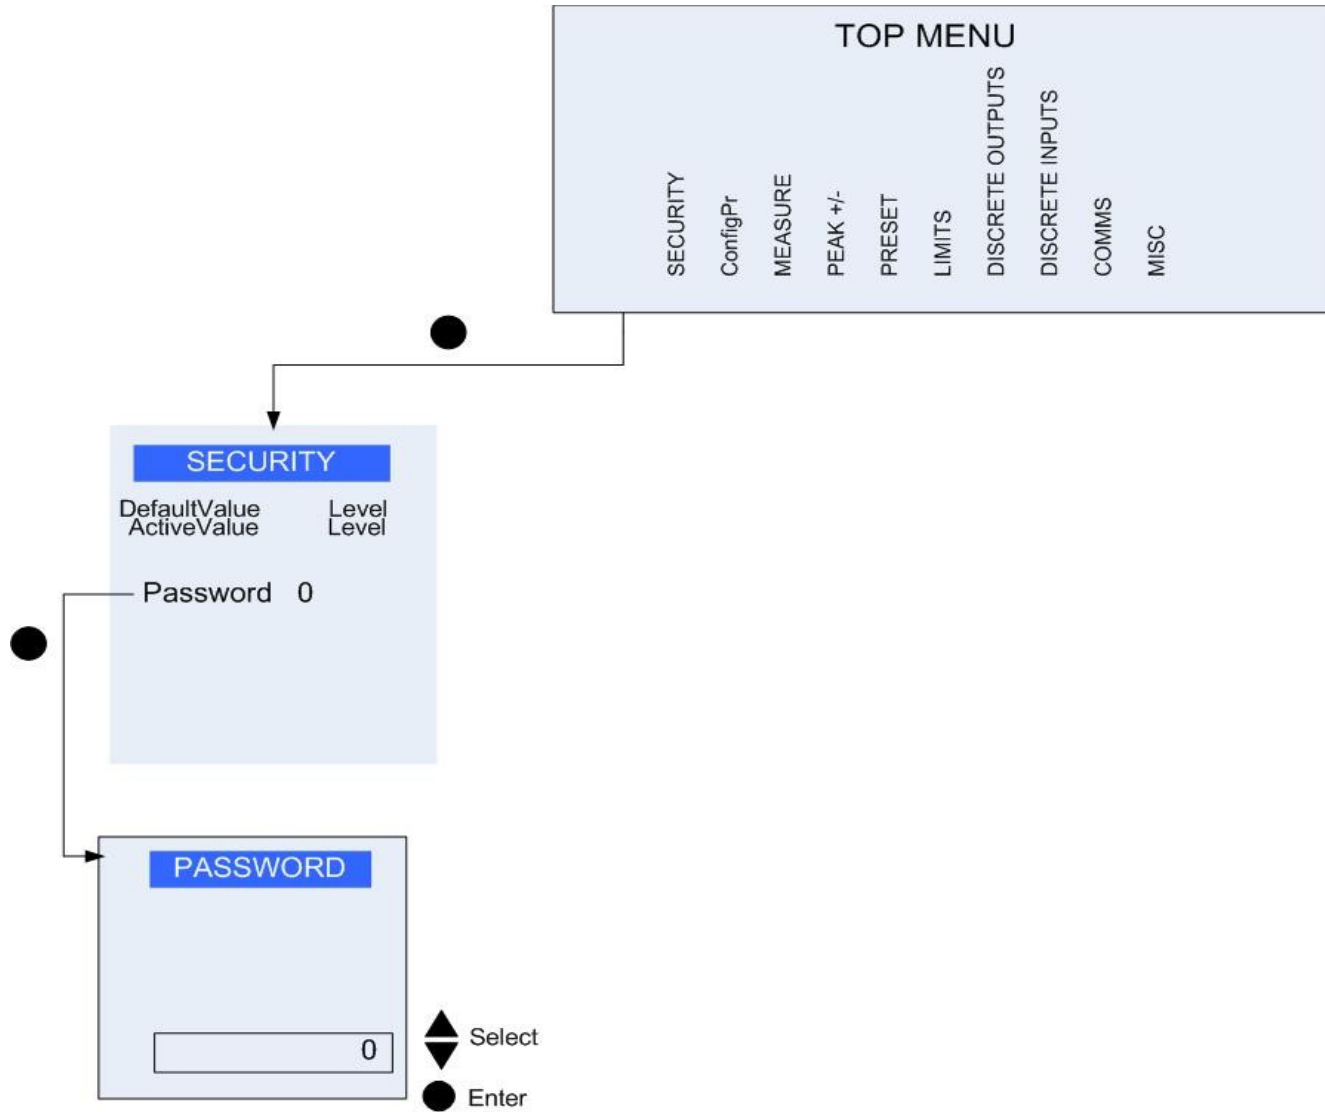 TOP MENU
SECURITY
ConfigPr
MEASURE
PEAK +/-
PRESET
LIMITS
DISCRETE OUTPUTS
DISCRETE INPUTS
COMMS
MISC
SECURITY
DefaultValue Level
ActiveValue Level
Password 0
PASSWORD
0
Select
Enter